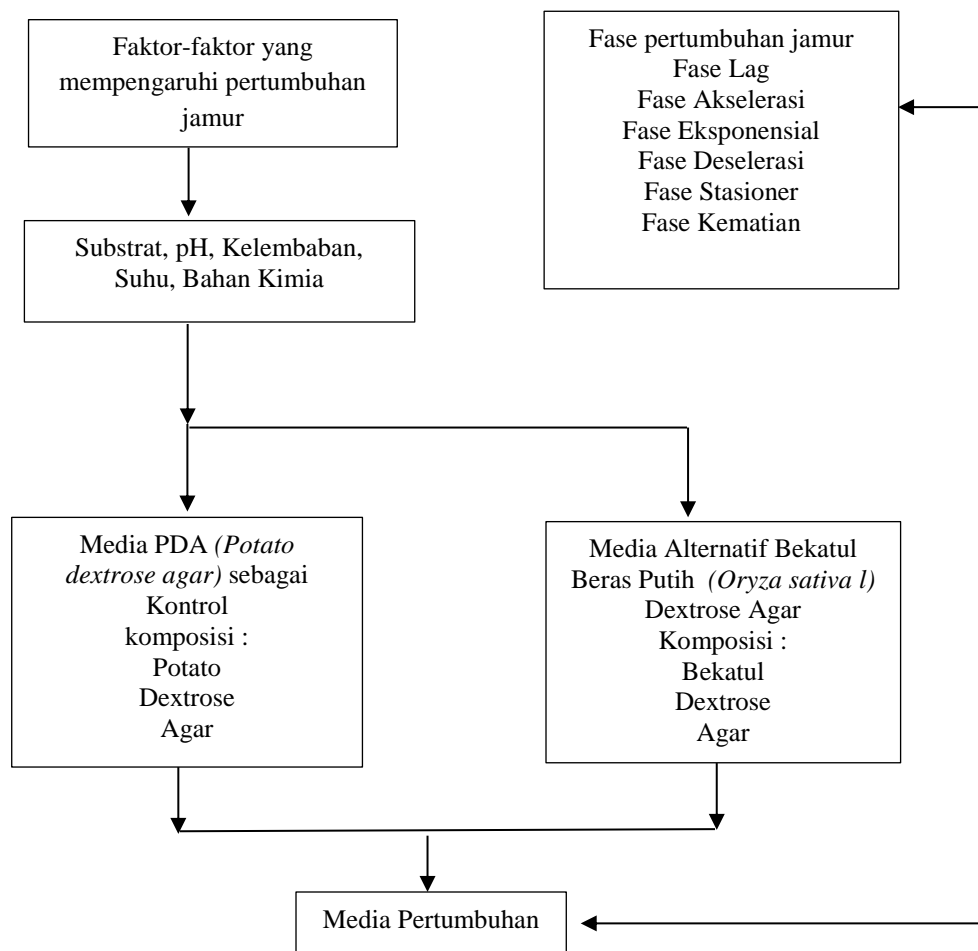 Faktor-faktor yang
mempengaruhi pertumbuhan
jamur
Fase pertumbuhan jamur
Fase Lag
Fase Akselerasi
Fase Eksponensial
Fase Deselerasi
Fase Stasioner
Fase Kematian
Substrat, pH, Kelembaban,
Suhu, Bahan Kimia
Media PDA (Potato
dextrose agar) sebagai
Kontrol
komposisi :
Potato
Dextrose
Agar
Media Alternatif Bekatul
Beras Putih (Oryza sativa l)
Dextrose Agar
Komposisi :
Bekatul
Dextrose
Agar
Media Pertumbuhan